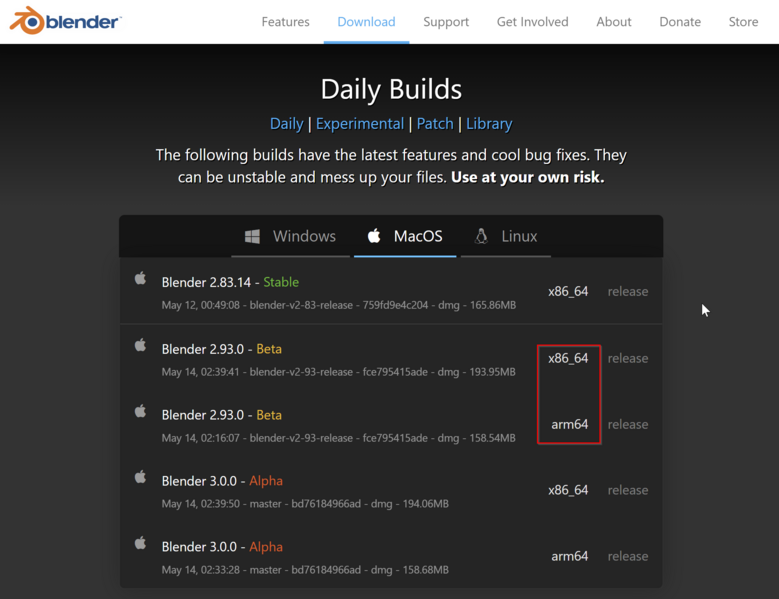 blender
Features Download Support Get Involved About Donate Store
Daily Builds
Daily | Experimental | Patch | Library
The following builds have the latest features and cool bug fixes. They
can be unstable and mess up your files. Use at your own risk.
Windows MacOS Linux
Blender 2.83.14 - Stable
x86_64 release
May 12, 00:49:08 - blender-v2-83-release - 759fd9e4c204 - dmg - 165.86MB
Blender 2.93.0 - Beta
x86_64 release
May 14, 02:39:41 - blender-v2-93-release - fce795415ade - dmg - 193.95MB
Blender 2.93.0 - Beta
arm64 release
May 14, 02:16:07 - blender-v2-93-release - fce795415ade - dmg - 158.54MB
Blender 3.0.0 - Alpha
x86_64 release
May 14, 02:39:50 - master - bd76184966ad - dmg - 194.06MB
Blender 3.0.0 - Alpha
arm64 release
May 14, 02:33:28 - master - bd76184966ad - dmg - 158.68MB